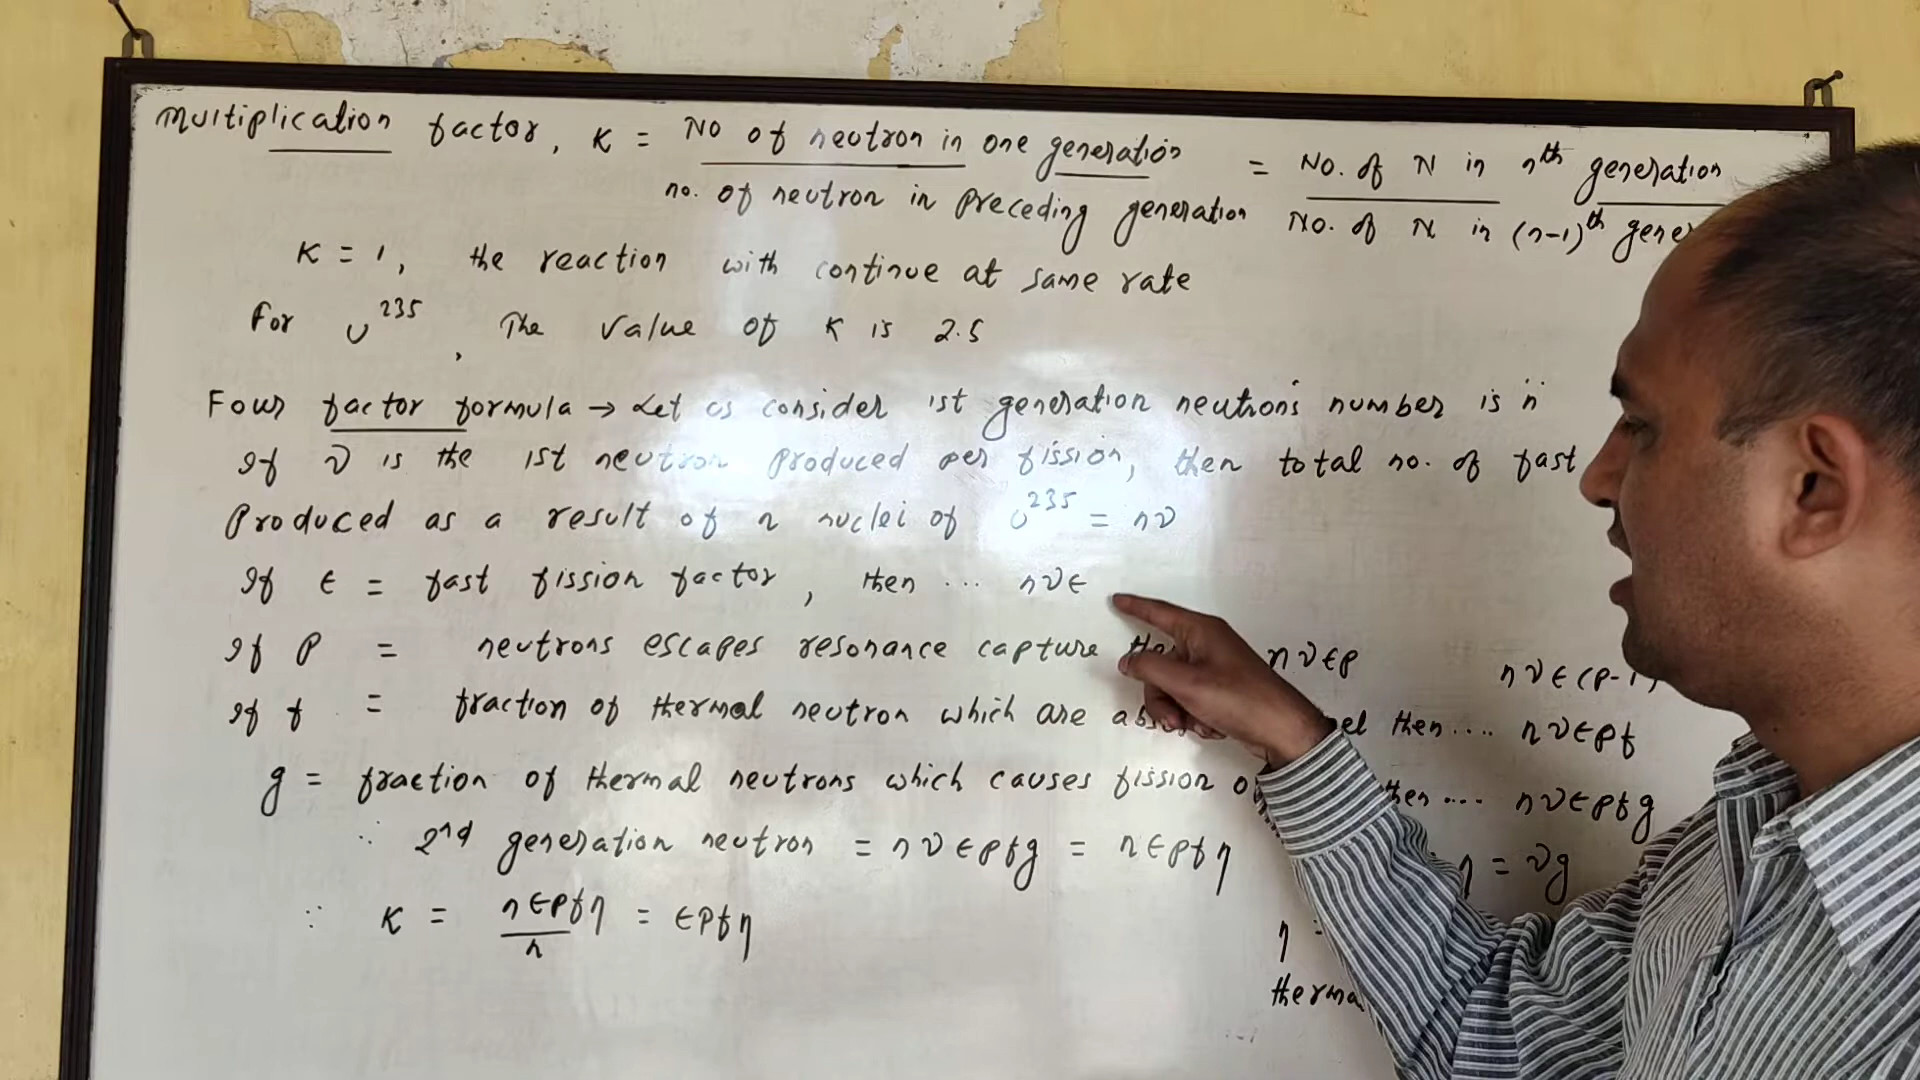 Multiplication factor, K = No of neutron in one generation / no. of neutron in preceding generation = No. of N in nth generation / No. of N in (n-1)th gene
K = 1, the reaction with continue at same rate
For U^235, The value of K is 2.5
Four factor formula → Let us consider 1st generation neutron's number is 'n'
If ν is the 1st neutron produced per fission, then total no. of fast
Produced as a result of n nuclei of U^235 = nν
If ϵ = fast fission factor, then ... nνϵ
If P = neutrons escapes resonance capture nνϵp nνϵ(p-1)
If f = fraction of thermal neutron which are then.... nνϵpf
g = fraction of thermal neutrons which causes fission then.... nνϵpfg
∴ 2nd generation neutron = nνϵpfg = nϵpfη η = νg
∴ K = nϵpfη / n = ϵpfη η =
therma